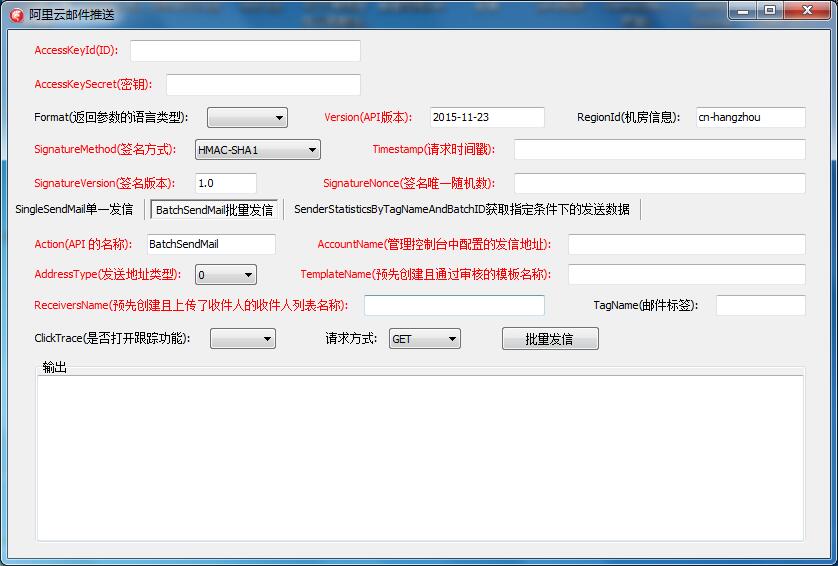 阿里云邮件推送
AccessKeyId(ID):
AccessKeySecret(密钥):
Format(返回参数的语言类型): Version(API版本): 2015-11-23 RegionId(机房信息): cn-hangzhou
SignatureMethod(签名方式): HMAC-SHA1 Timestamp(请求时间戳):
SignatureVersion(签名版本): 1.0 SignatureNonce(签名唯一随机数):
SingleSendMail单一发信 BatchSendMail批量发信 SenderStatisticsByTagNameAndBatchID获取指定条件下的发送数据
Action(API 的名称): BatchSendMail AccountName(管理控制台中配置的发信地址):
AddressType(发送地址类型): 0 TemplateName(预先创建且通过审核的模板名称):
ReceiversName(预先创建且上传了收件人的收件人列表名称): TagName(邮件标签):
ClickTrace(是否打开跟踪功能): 请求方式: GET 批量发信
输出